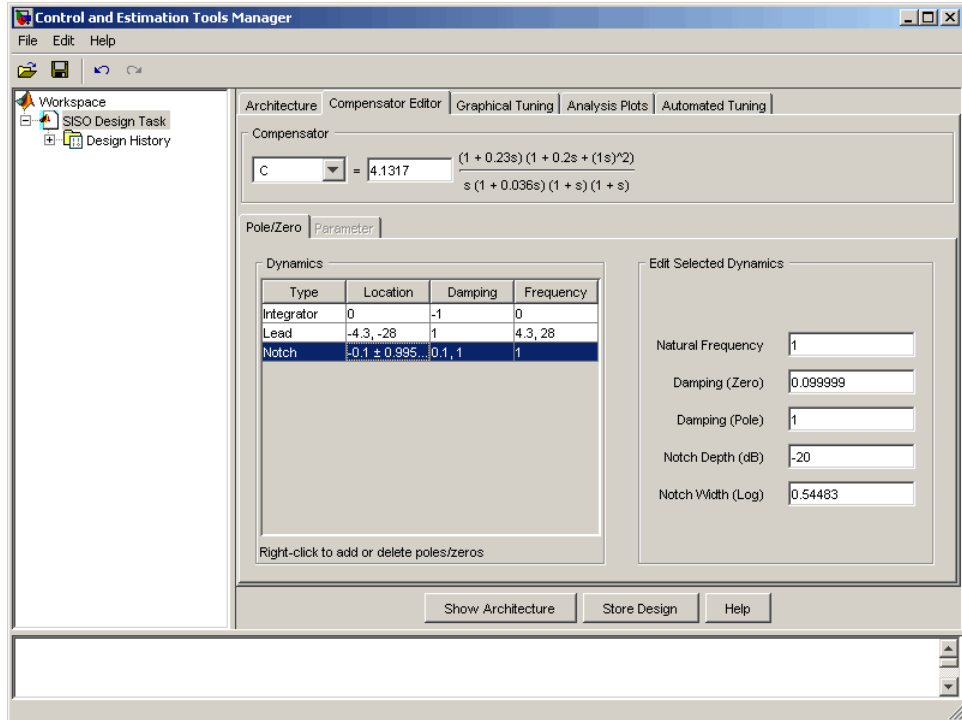 Control and Estimation Tools Manager
File Edit Help
Workspace
SISO Design Task
Design History
Architecture Compensator Editor Graphical Tuning Analysis Plots Automated Tuning
Compensator
C = 4.1317
(1 + 0.23s) (1 + 0.2s + (1s)^2)
s (1 + 0.036s) (1 + s) (1 + s)
Pole/Zero Parameter
Dynamics
Type Location Damping Frequency
Integrator 0 -1 0
Lead -4.3, -28 1 4.3, 28
Notch -0.1 ± 0.995... 0.1, 1 1
Right-click to add or delete poles/zeros
Edit Selected Dynamics
Natural Frequency 1
Damping (Zero) 0.099999
Damping (Pole) 1
Notch Depth (dB) -20
Notch Width (Log) 0.54483
Show Architecture Store Design Help